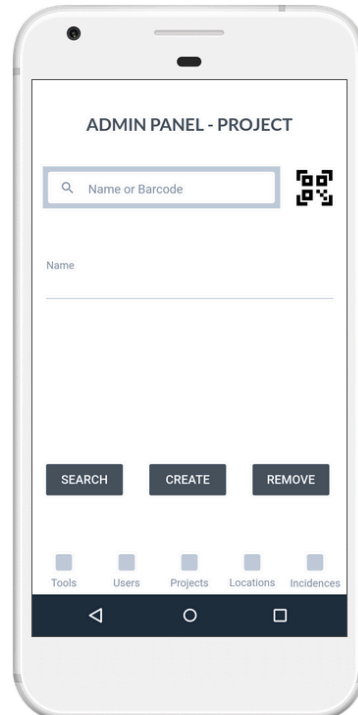 ADMIN PANEL - PROJECT
Name or Barcode
Name
SEARCH CREATE REMOVE
Tools Users Projects Locations Incidences